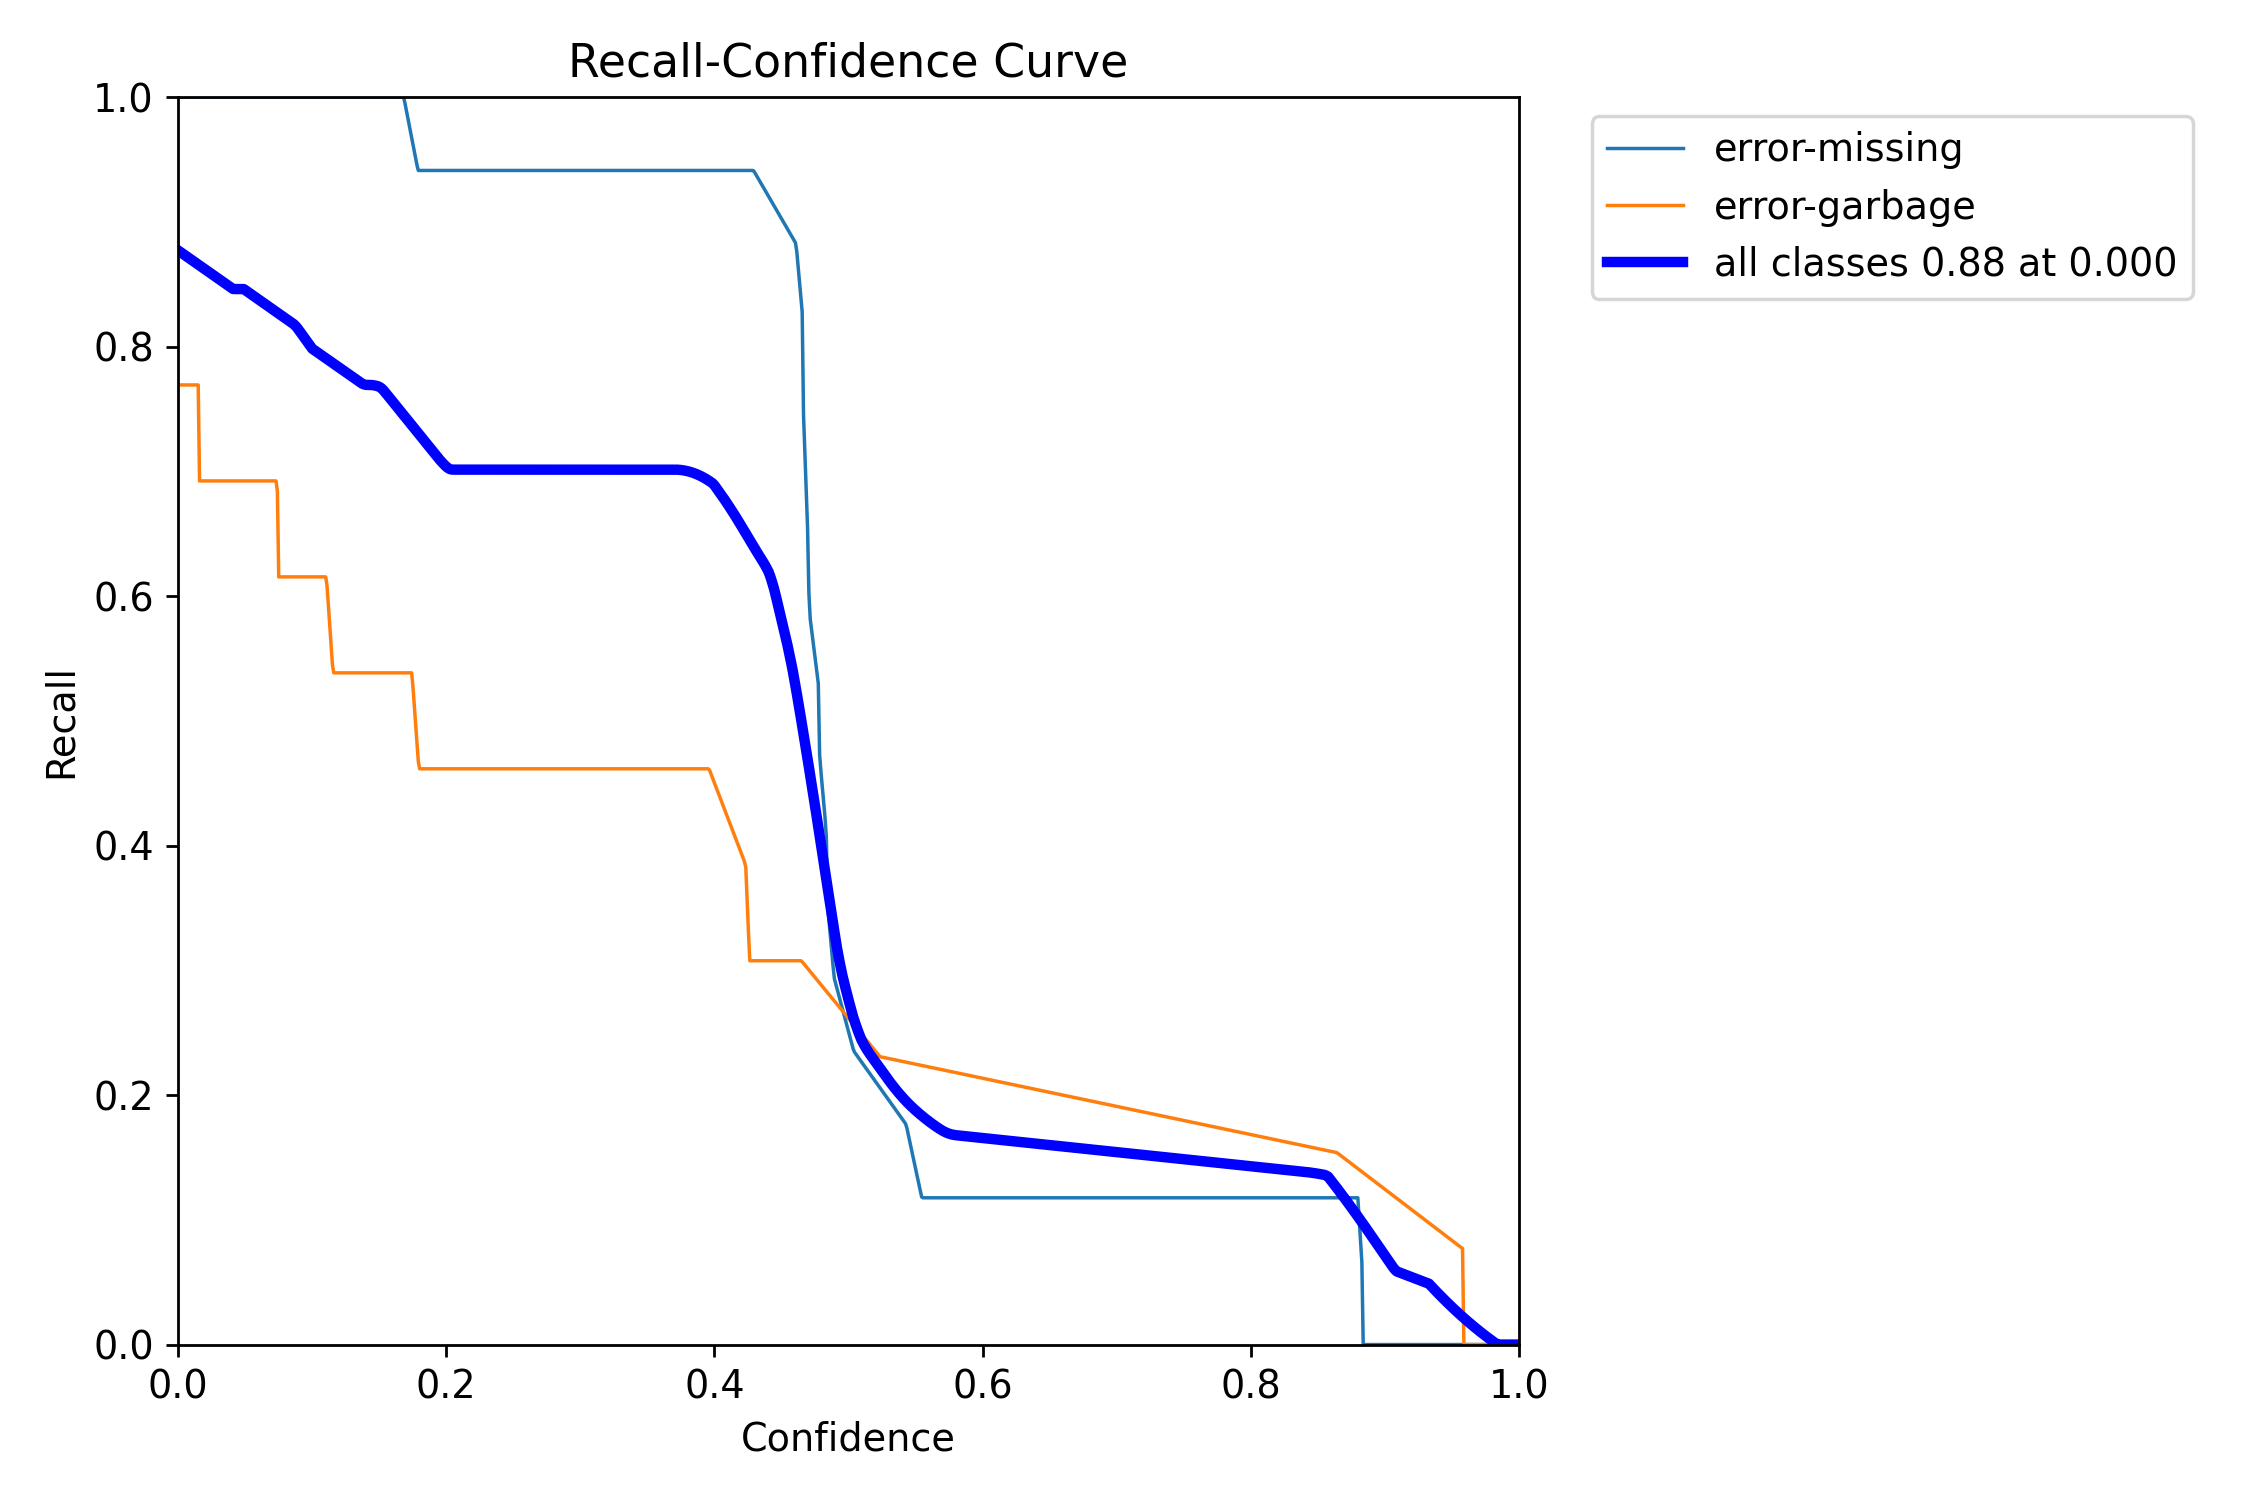 Recall-Confidence Curve
1.0
0.8
0.6
0.4
0.2
0.0
Recall
0.0 0.2 0.4 0.6 0.8 1.0
Confidence
error-missing
error-garbage
all classes 0.88 at 0.000